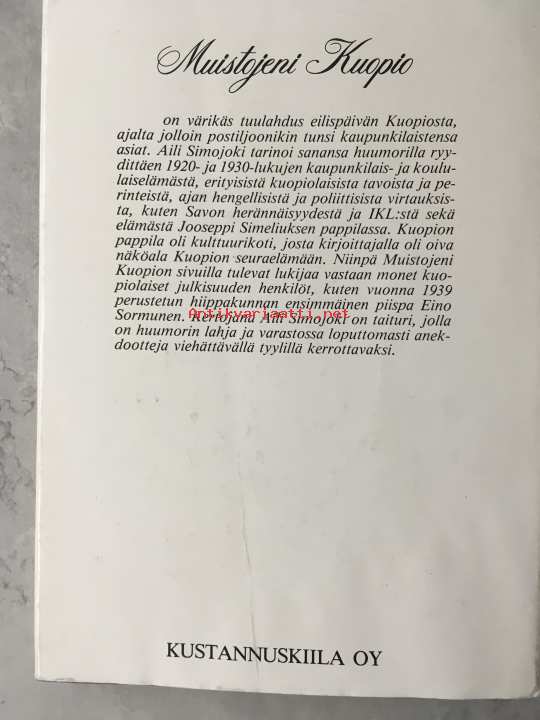 Muistojeni Kuopio
on värikäs tuulahdus eilispäivän Kuopiosta,
ajalta jolloin postiljoonikin tunsi kaupunkilaistensa
asiat. Aili Simojoki tarinoi sanansa huumorilla ryy-
dittäen 1920- ja 1930-lukujen kaupunkilais- ja koulu-
laiselämästä, erityisistä kuopiolaisista tavoista ja pe-
rinteistä, ajan hengellisistä ja poliittisista virtauksis-
ta, kuten Savon herännäisyydestä ja IKL:stä sekä
elämästä Jooseppi Simeliuksen pappilassa. Kuopion
pappila oli kulttuurikoti, josta kirjoittajalla oli oiva
näköala Kuopion seuraelämään. Niinpä Muistojeni
Kuopion sivuilla tulevat lukijaa vastaan monet kuo-
piolaiset julkisuuden henkilöt, kuten vuonna 1939
perustetun hiippakunnan ensimmäinen piispa Eino
Antikvariaatti.net
Sormunen. Kertojana Aili Simojoki on taituri, jolla
on huumorin lahja ja varastossa loputtomasti anek-
dootteja viehättävällä tyylillä kerrottavaksi.
KUSTANNUSKIILA OY